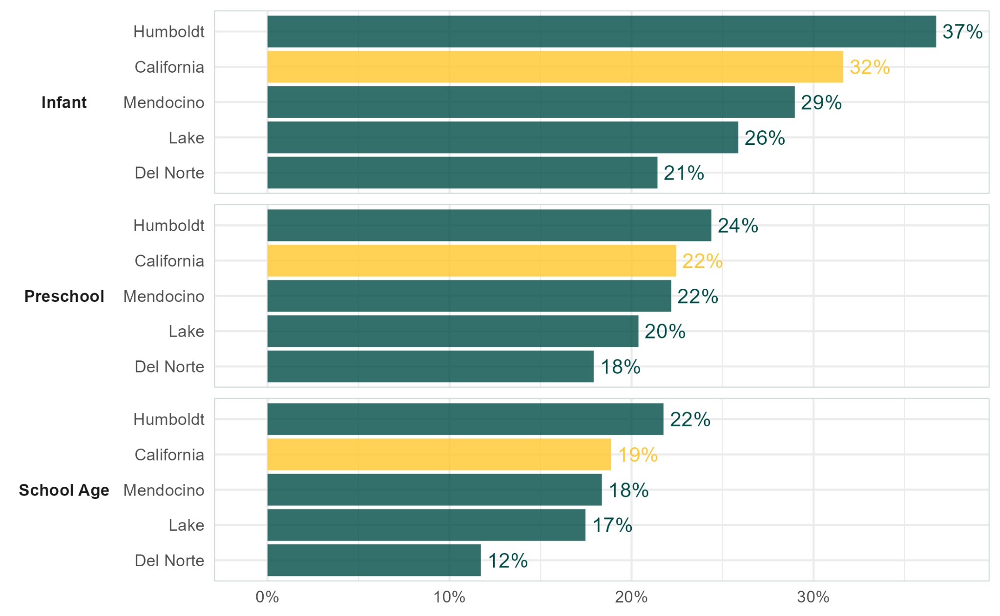 Infant
Humboldt 37%
California 32%
Mendocino 29%
Lake 26%
Del Norte 21%
Preschool
Humboldt 24%
California 22%
Mendocino 22%
Lake 20%
Del Norte 18%
School Age
Humboldt 22%
California 19%
Mendocino 18%
Lake 17%
Del Norte 12%
0% 10% 20% 30%